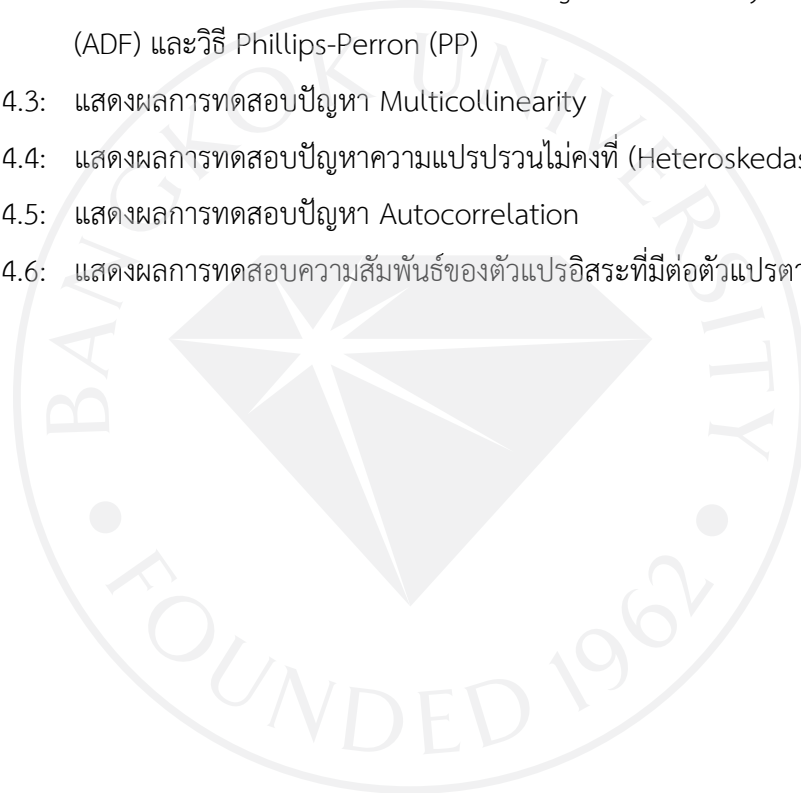 (ADF) และวิธี Phillips-Perron (PP)
4.3: แสดงผลการทดสอบปัญหา Multicollinearity
4.4: แสดงผลการทดสอบปัญหาความแปรปรวนไม่คงที่ (Heteroskedas
4.5: แสดงผลการทดสอบปัญหา Autocorrelation
4.6: แสดงผลการทดสอบความสัมพันธ์ของตัวแปรอิสระที่มีต่อตัวแปรตา
BANGKOK UNIVERSITY
FOUNDED 1962